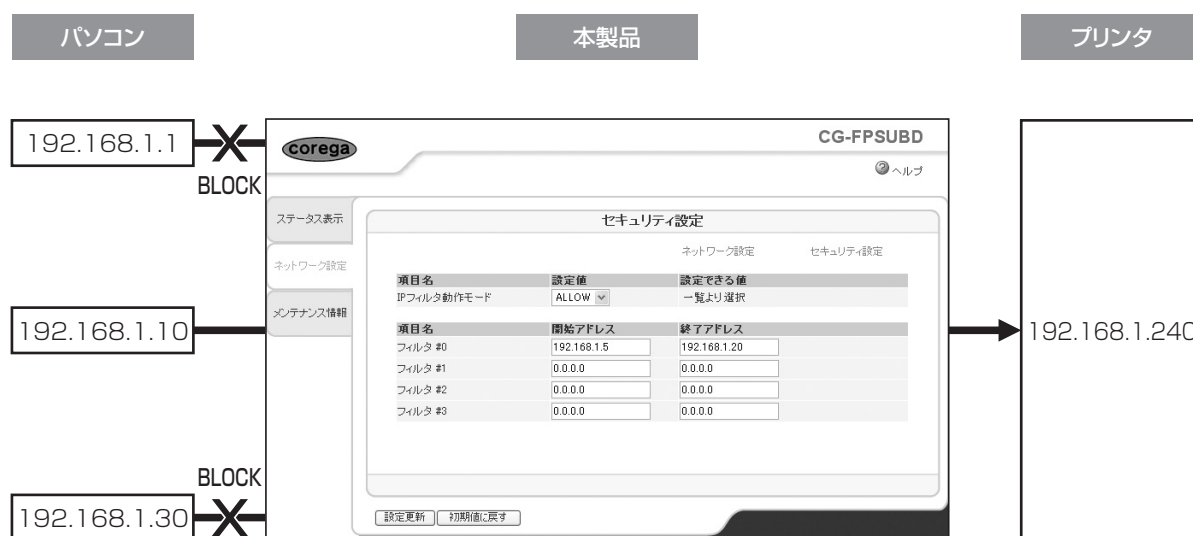 パソコン
本製品
プリンタ
192.168.1.1
BLOCK
corega
CG-FPSUBD
? ヘルプ
ステータス表示
ネットワーク設定
メンテナンス情報
セキュリティ設定
ネットワーク設定 セキュリティ設定
項目名 設定値 設定できる値
IPフィルタ動作モード ALLOW 一覧より選択
項目名 開始アドレス 終了アドレス
フィルタ #0 192.168.1.5 192.168.1.20
フィルタ #1 0.0.0.0 0.0.0.0
フィルタ #2 0.0.0.0 0.0.0.0
フィルタ #3 0.0.0.0 0.0.0.0
192.168.1.10
192.168.1.240
BLOCK
192.168.1.30
設定更新 初期値に戻す